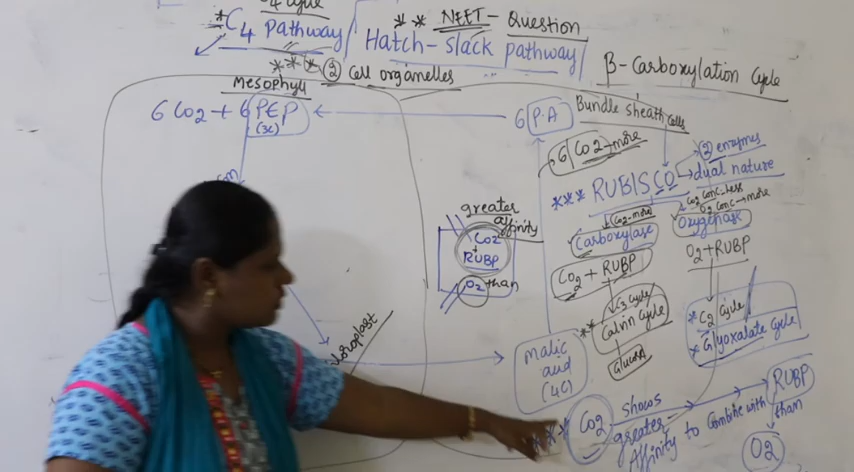 C4 cycle
*C4 Pathway/
** NEET- Question
Hatch-slack pathway/
*** ② Cell organelles
β-Carboxylation Cycle
Mesophyll
6 CO2 + 6 PEP
(3C)
6 P.A
Bundle sheath cells
6 CO2-more
② enzymes
dual nature
*** RUBISCO
CO2 conc-less
O2 conc→more
(CO2-more)
Carboxylase
Oxygenase
CO2 + RUBP
O2+RUBP
greater
affinity
CO2
RUBP
O2 than
C3 cycle
** Calvin Cycle
Glucose
* C2 Cycle
* Glyoxalate Cycle
chloroplast
Malic
acid
(4C)
*** CO2 shows
greater
Affinity to Combine with RUBP
than
O2